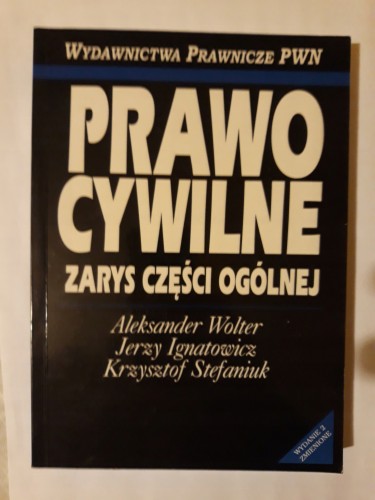 WYDAWNICTWA PRAWNICZE PWN
PRAWO
CYWILNE
ZARYS CZĘŚCI OGÓLNEJ
Aleksander Wolter
Jerzy Ignatowicz
Krzysztof Stefaniuk
WYDANIE 2
ZMIENIONE